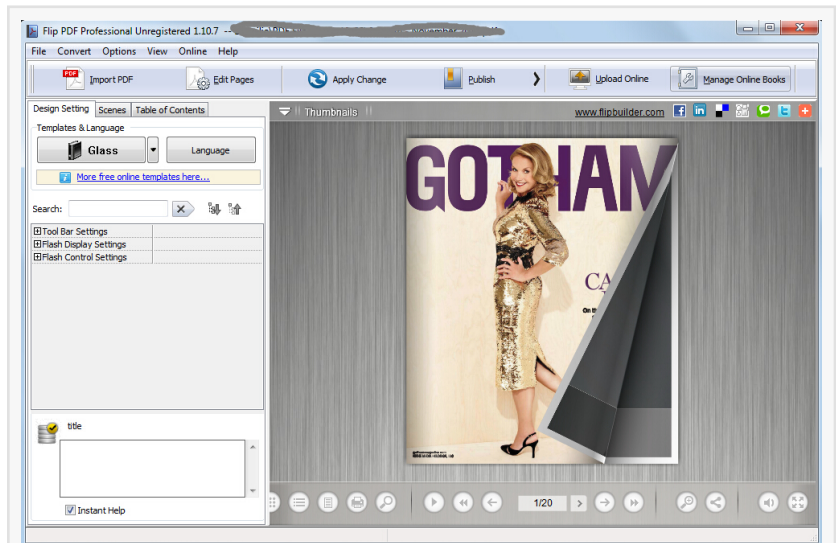 Flip PDF Professional Unregistered 1.10.7 --
File Convert Options View Online Help
Import PDF Edit Pages Apply Change Publish Upload Online Manage Online Books
Design Setting Scenes Table of Contents
Thumbnails www.flipbuilder.com
Templates & Language
Glass Language
More free online templates here...
Search:
Tool Bar Settings
Flash Display Settings
Flash Control Settings
GOTHAM
CA
On th
title
Instant Help
1/20